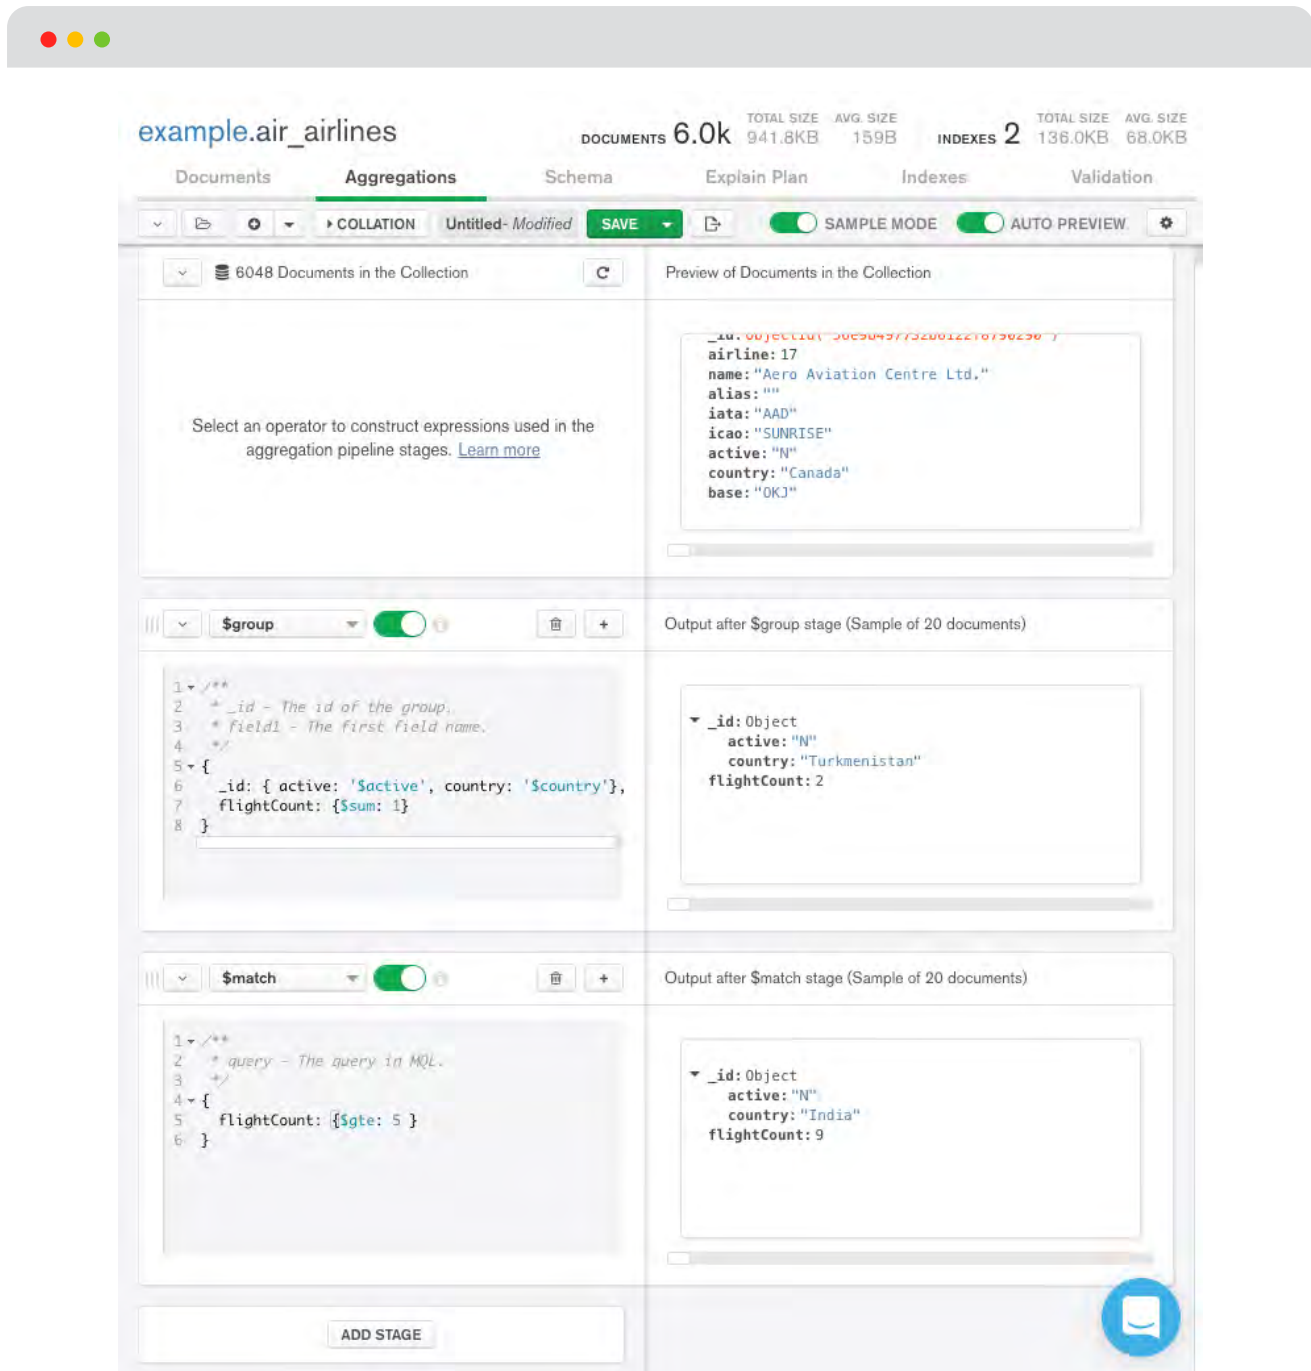 example.air_airlines
DOCUMENTS 6.0k TOTAL SIZE 941.8KB AVG. SIZE 159B INDEXES 2 TOTAL SIZE 136.0KB AVG. SIZE 68.0KB
Documents Aggregations Schema Explain Plan Indexes Validation
COLLATION Untitled- Modified SAVE SAMPLE MODE AUTO PREVIEW
6048 Documents in the Collection
Preview of Documents in the Collection
Select an operator to construct expressions used in the
aggregation pipeline stages. Learn more
airline: 17
name: "Aero Aviation Centre Ltd."
alias: ""
iata: "AAD"
icao: "SUNRISE"
active: "N"
country: "Canada"
base: "OKJ"
$group
Output after $group stage (Sample of 20 documents)
1 /**
2 * _id - The id of the group.
3 * field1 - The first field name.
4 */
5 {
6 _id: { active: '$active', country: '$country'},
7 flightCount: {$sum: 1}
8 }
_id: Object
active: "N"
country: "Turkmenistan"
flightCount: 2
$match
Output after $match stage (Sample of 20 documents)
1 /**
2 * query - The query in MQL.
3 */
4 {
5 flightCount: {$gte: 5 }
6 }
_id: Object
active: "N"
country: "India"
flightCount: 9
ADD STAGE